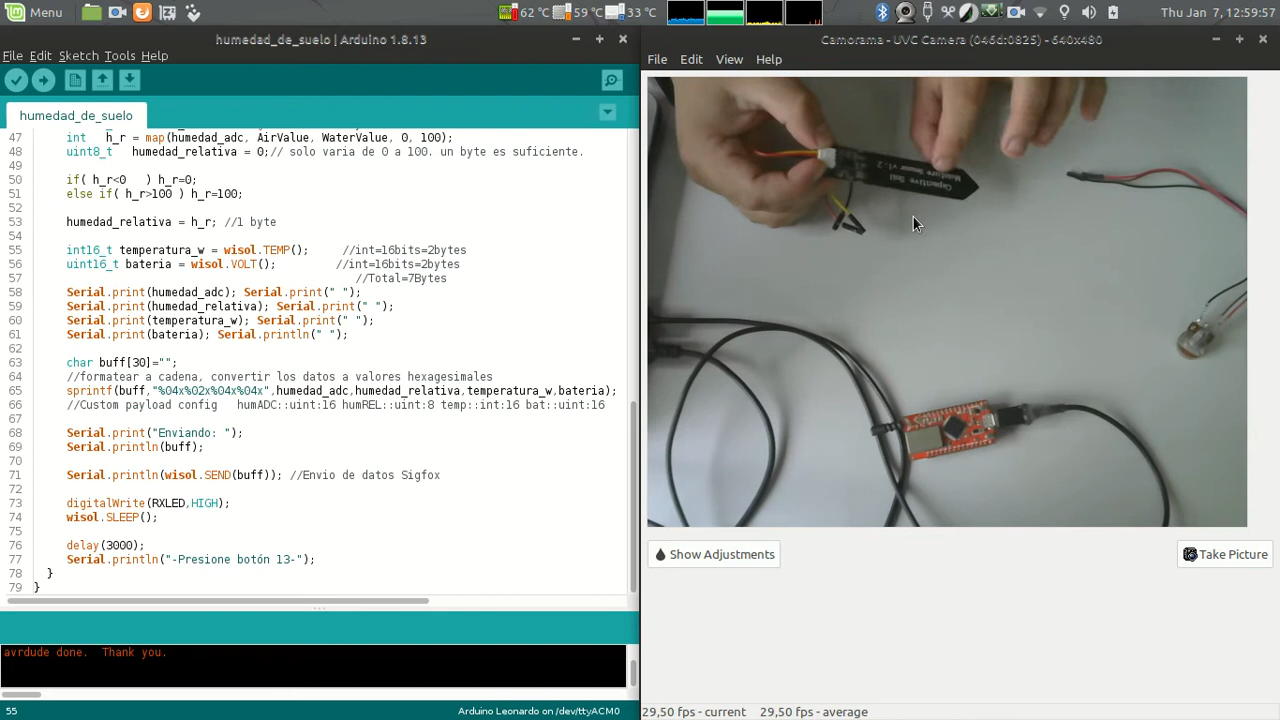 Menu
62 °C 59 °C 33 °C
Thu Jan 7, 12:59:57
humedad_de_suelo | Arduino 1.8.13
File Edit Sketch Tools Help
humedad_de_suelo
47 int h_r = map(humedad_adc, AirValue, WaterValue, 0, 100);
48 uint8_t humedad_relativa = 0;// solo varia de 0 a 100. un byte es suficiente.
49
50 if( h_r<0 ) h_r=0;
51 else if( h_r>100 ) h_r=100;
52
53 humedad_relativa = h_r; //1 byte
54
55 int16_t temperatura_w = wisol.TEMP(); //int=16bits=2bytes
56 uint16_t bateria = wisol.VOLT(); //int=16bits=2bytes
57 //Total=7Bytes
58 Serial.print(humedad_adc); Serial.print(" ");
59 Serial.print(humedad_relativa); Serial.print(" ");
60 Serial.print(temperatura_w); Serial.print(" ");
61 Serial.print(bateria); Serial.println(" ");
62
63 char buff[30]="";
64 //formatear a cadena, convertir los datos a valores hexagesimales
65 sprintf(buff,"%04x%02x%04x%04x",humedad_adc,humedad_relativa,temperatura_w,bateria);
66 //Custom payload config humADC::uint:16 humREL::uint:8 temp::int:16 bat::uint:16
67
68 Serial.print("Enviando: ");
69 Serial.println(buff);
70
71 Serial.println(wisol.SEND(buff)); //Envio de datos Sigfox
72
73 digitalWrite(RXLED,HIGH);
74 wisol.SLEEP();
75
76 delay(3000);
77 Serial.println("-Presione botón 13-");
78 }
79 }
avrdude done. Thank you.
55
Arduino Leonardo on /dev/ttyACM0
Camorama - UVC Camera (046d:0825) - 640x480
File Edit View Help
Capacitive Soil
Moisture Sensor v1.2
Show Adjustments
Take Picture
29,50 fps - current 29,50 fps - average